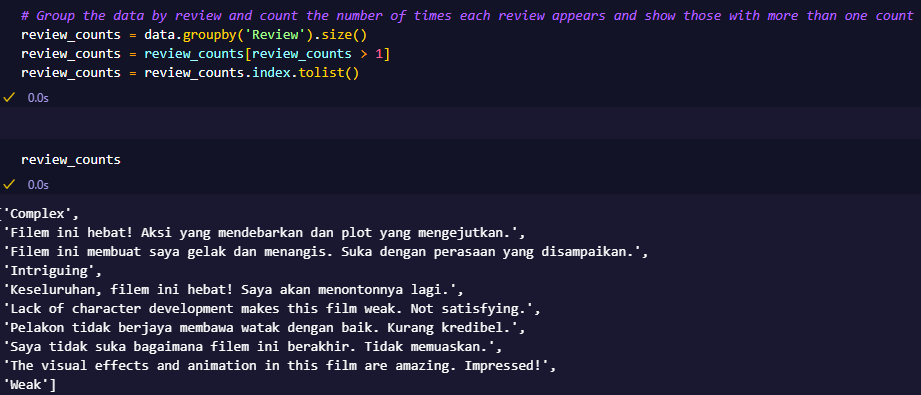 # Group the data by review and count the number of times each review appears and show those with more than one count
review_counts = data.groupby('Review').size()
review_counts = review_counts[review_counts > 1]
review_counts = review_counts.index.tolist()
✓ 0.0s
review_counts
✓ 0.0s
['Complex',
'Filem ini hebat! Aksi yang mendebarkan dan plot yang mengejutkan.',
'Filem ini membuat saya gelak dan menangis. Suka dengan perasaan yang disampaikan.',
'Intriguing',
'Keseluruhan, filem ini hebat! Saya akan menontonnya lagi.',
'Lack of character development makes this film weak. Not satisfying.',
'Pelakon tidak berjaya membawa watak dengan baik. Kurang kredibel.',
'Saya tidak suka bagaimana filem ini berakhir. Tidak memuaskan.',
'The visual effects and animation in this film are amazing. Impressed!',
'Weak']